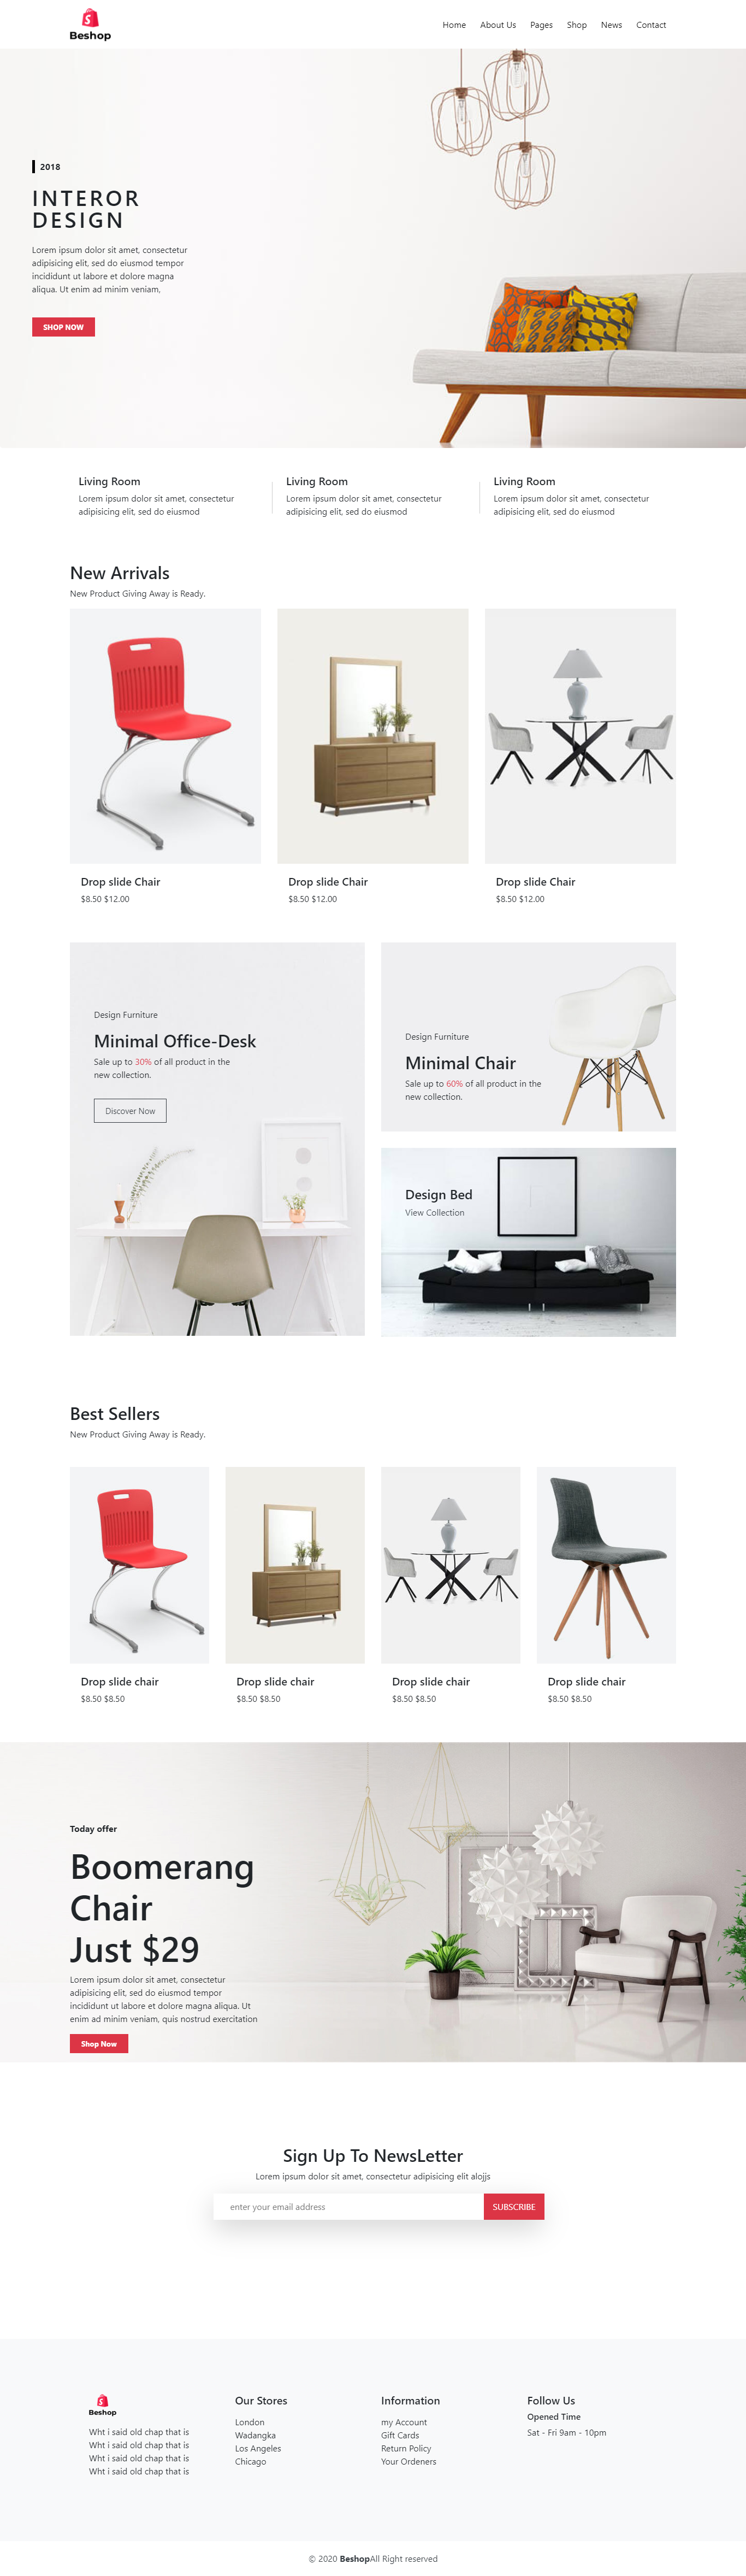 Beshop
Home About Us Pages Shop News Contact
2018
INTEROR
DESIGN
Lorem ipsum dolor sit amet, consectetur
adipisicing elit, sed do eiusmod tempor
incididunt ut labore et dolore magna
aliqua. Ut enim ad minim veniam,
SHOP NOW
Living Room
Lorem ipsum dolor sit amet, consectetur
adipisicing elit, sed do eiusmod
Living Room
Lorem ipsum dolor sit amet, consectetur
adipisicing elit, sed do eiusmod
Living Room
Lorem ipsum dolor sit amet, consectetur
adipisicing elit, sed do eiusmod
New Arrivals
New Product Giving Away is Ready.
Drop slide Chair
$8.50 $12.00
Drop slide Chair
$8.50 $12.00
Drop slide Chair
$8.50 $12.00
Design Furniture
Minimal Office-Desk
Sale up to 30% of all product in the
new collection.
Discover Now
Design Furniture
Minimal Chair
Sale up to 60% of all product in the
new collection.
Design Bed
View Collection
Best Sellers
New Product Giving Away is Ready.
Drop slide chair
$8.50 $8.50
Drop slide chair
$8.50 $8.50
Drop slide chair
$8.50 $8.50
Drop slide chair
$8.50 $8.50
Today offer
Boomerang
Chair
Just $29
Lorem ipsum dolor sit amet, consectetur
adipisicing elit, sed do eiusmod tempor
incididunt ut labore et dolore magna aliqua. Ut
enim ad minim veniam, quis nostrud exercitation
Shop Now
Sign Up To NewsLetter
Lorem ipsum dolor sit amet, consectetur adipisicing elit alojjs
enter your email address
SUBSCRIBE
Beshop
Wht i said old chap that is
Wht i said old chap that is
Wht i said old chap that is
Wht i said old chap that is
Our Stores
London
Wadangka
Los Angeles
Chicago
Information
my Account
Gift Cards
Return Policy
Your Ordeners
Follow Us
Opened Time
Sat - Fri 9am - 10pm
© 2020 BeshopAll Right reserved